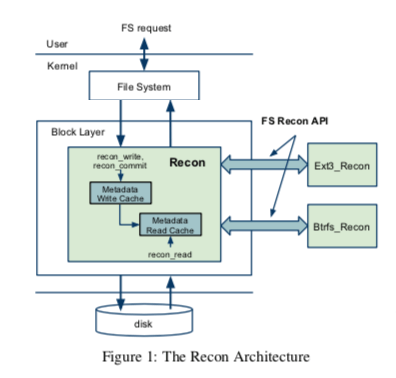 FS request
User
Kernel
File System
Block Layer
FS Recon API
recon_write,
recon_commit
Recon
Metadata
Write Cache
Metadata
Read Cache
recon_read
Ext3_Recon
Btrfs_Recon
disk
Figure 1: The Recon Architecture